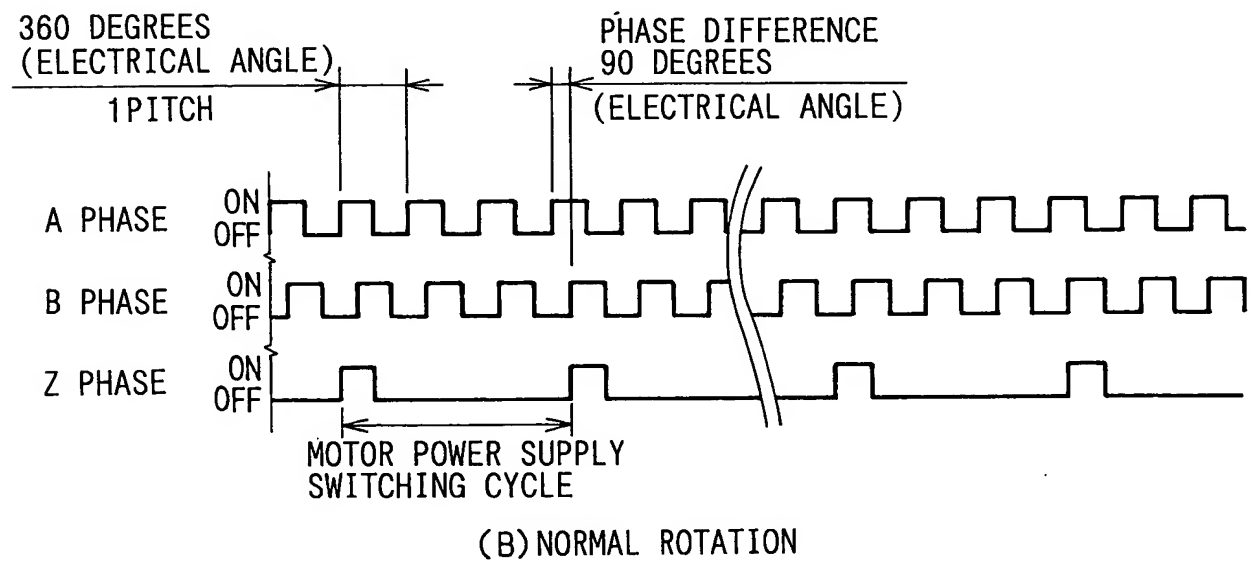 360 DEGREES
(ELECTRICAL ANGLE)
1PITCH
PHASE DIFFERENCE
90 DEGREES
(ELECTRICAL ANGLE)
A PHASE
ON
OFF
B PHASE
ON
OFF
Z PHASE
ON
OFF
MOTOR POWER SUPPLY
SWITCHING CYCLE
(B)NORMAL ROTATION